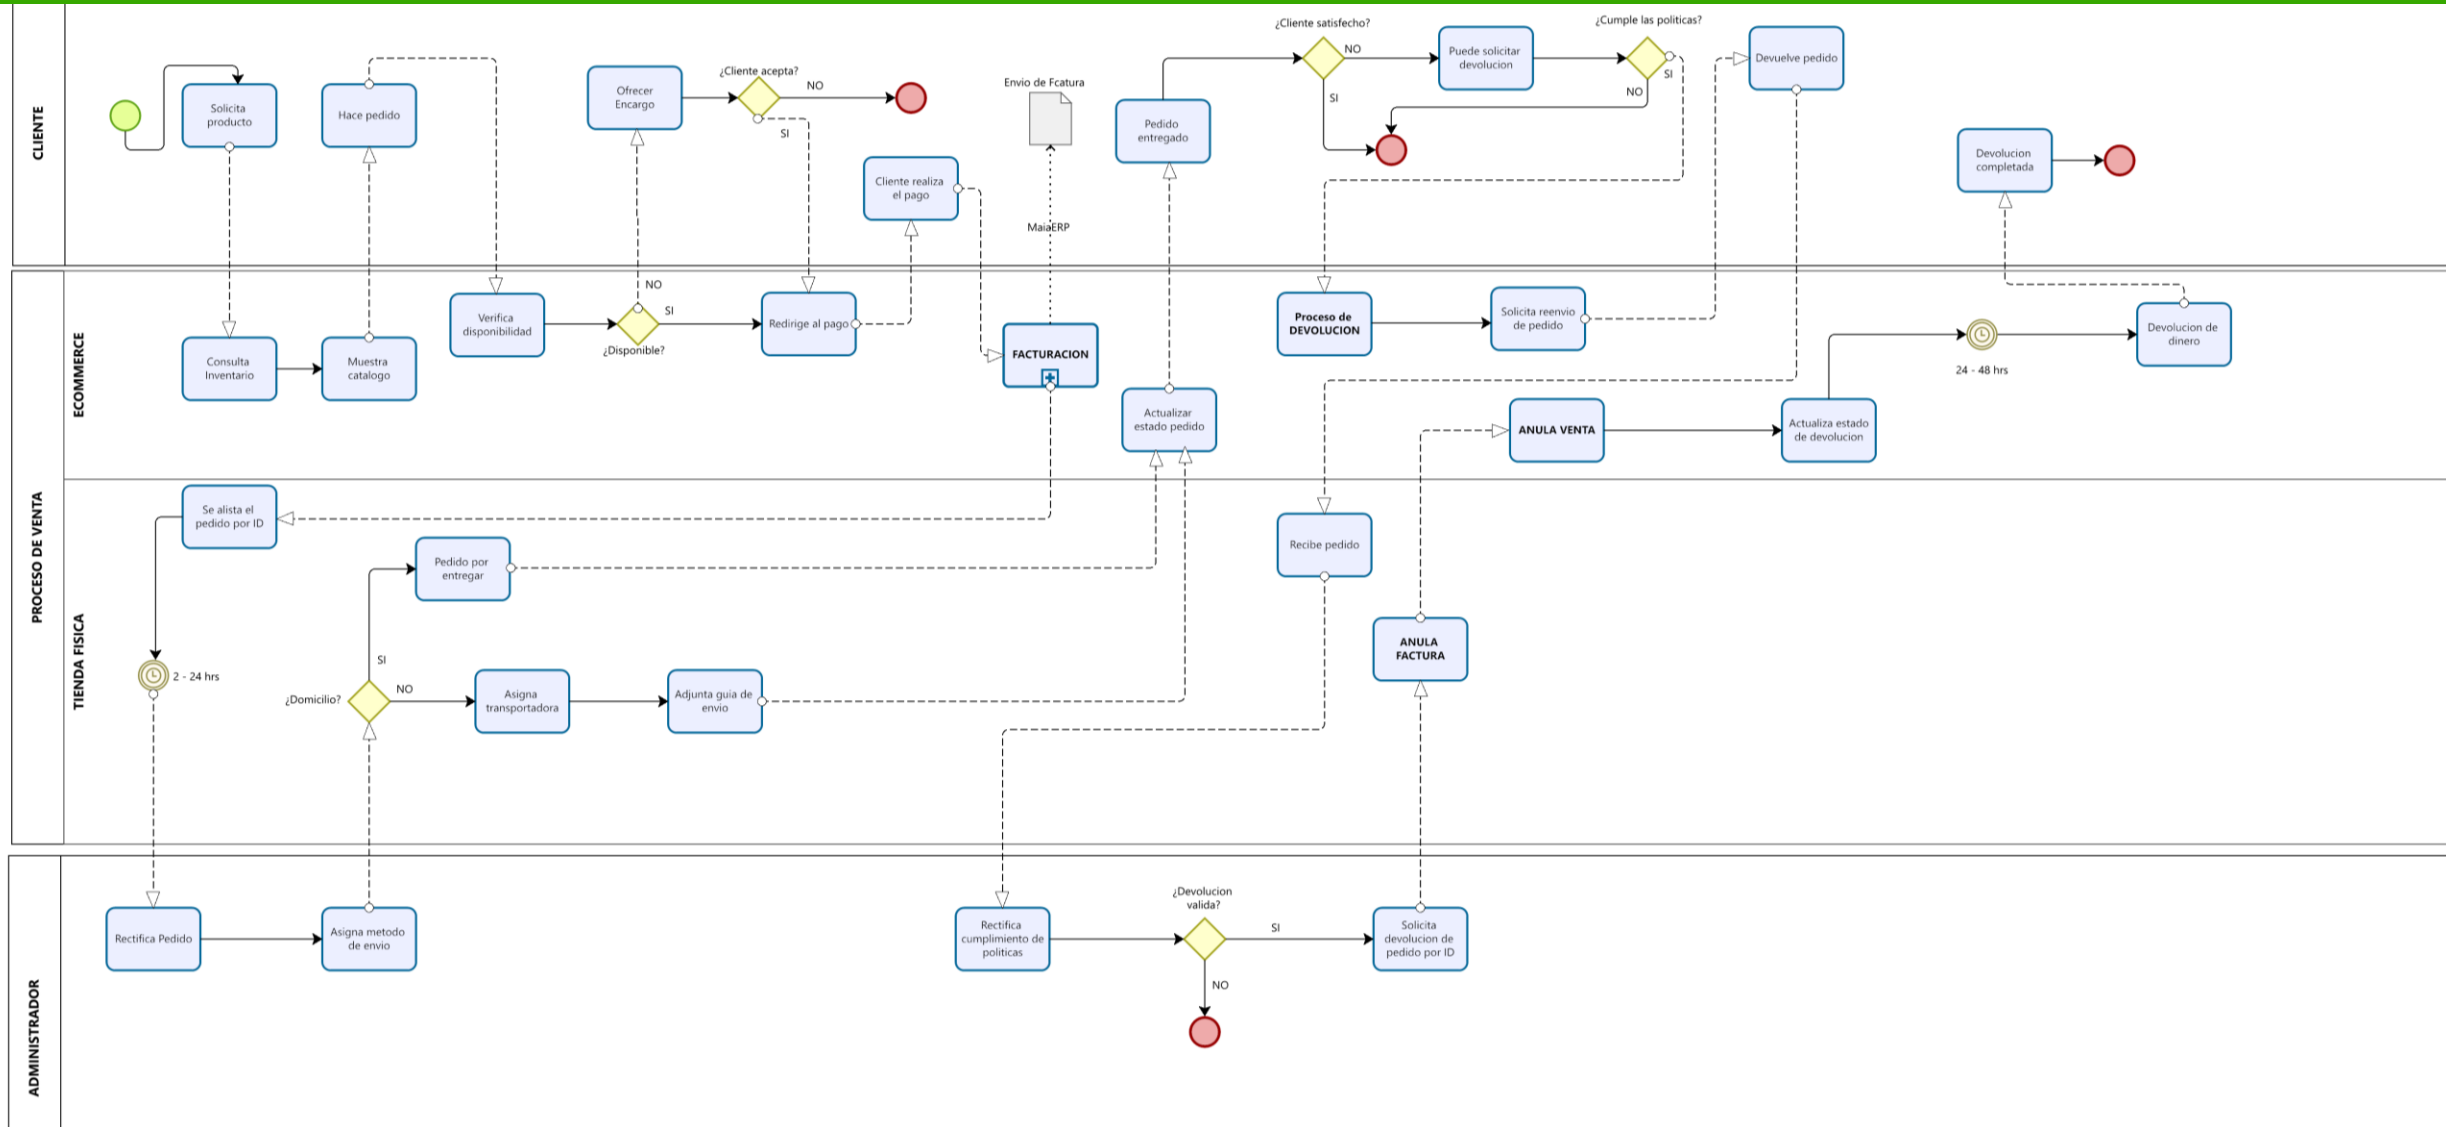 CLIENTE
Solicita
producto
Hace pedido
Ofrecer
Encargo
¿Cliente acepta?
NO
SI
Cliente realiza
el pago
Envio de Fcatura
MaiaERP
Pedido
entregado
¿Cliente satisfecho?
NO
SI
Puede solicitar
devolucion
¿Cumple las politicas?
SI
NO
Devuelve pedido
Devolucion
completada
PROCESO DE VENTA
ECOMMERCE
Consulta
Inventario
Muestra
catalogo
Verifica
disponibilidad
NO
SI
¿Disponible?
Redirige al pago
FACTURACION
Actualizar
estado pedido
Proceso de
DEVOLUCION
Solicita reenvio
de pedido
ANULA VENTA
Actualiza estado
de devolucion
24 - 48 hrs
Devolucion de
dinero
TIENDA FISICA
Se alista el
pedido por ID
2 - 24 hrs
Pedido por
entregar
SI
¿Domicilio?
NO
Asigna
transportadora
Adjunta guia de
envio
Recibe pedido
ANULA
FACTURA
ADMINISTRADOR
Rectifica Pedido
Asigna metodo
de envio
Rectifica
cumplimiento de
politicas
¿Devolucion
valida?
SI
NO
Solicita
devolucion de
pedido por ID